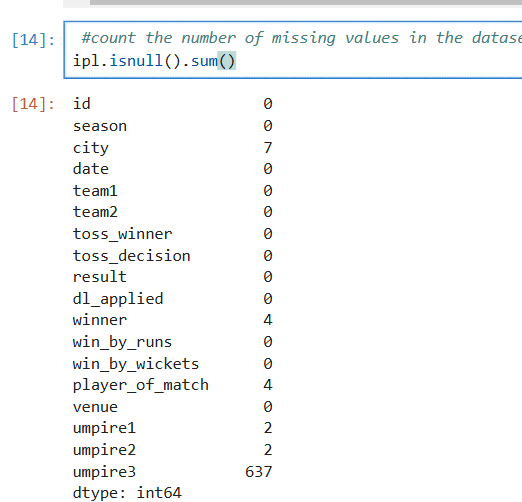 [14]: #count the number of missing values in the datase
ipl.isnull().sum()
[14]: id 0
season 0
city 7
date 0
team1 0
team2 0
toss_winner 0
toss_decision 0
result 0
dl_applied 0
winner 4
win_by_runs 0
win_by_wickets 0
player_of_match 4
venue 0
umpire1 2
umpire2 2
umpire3 637
dtype: int64